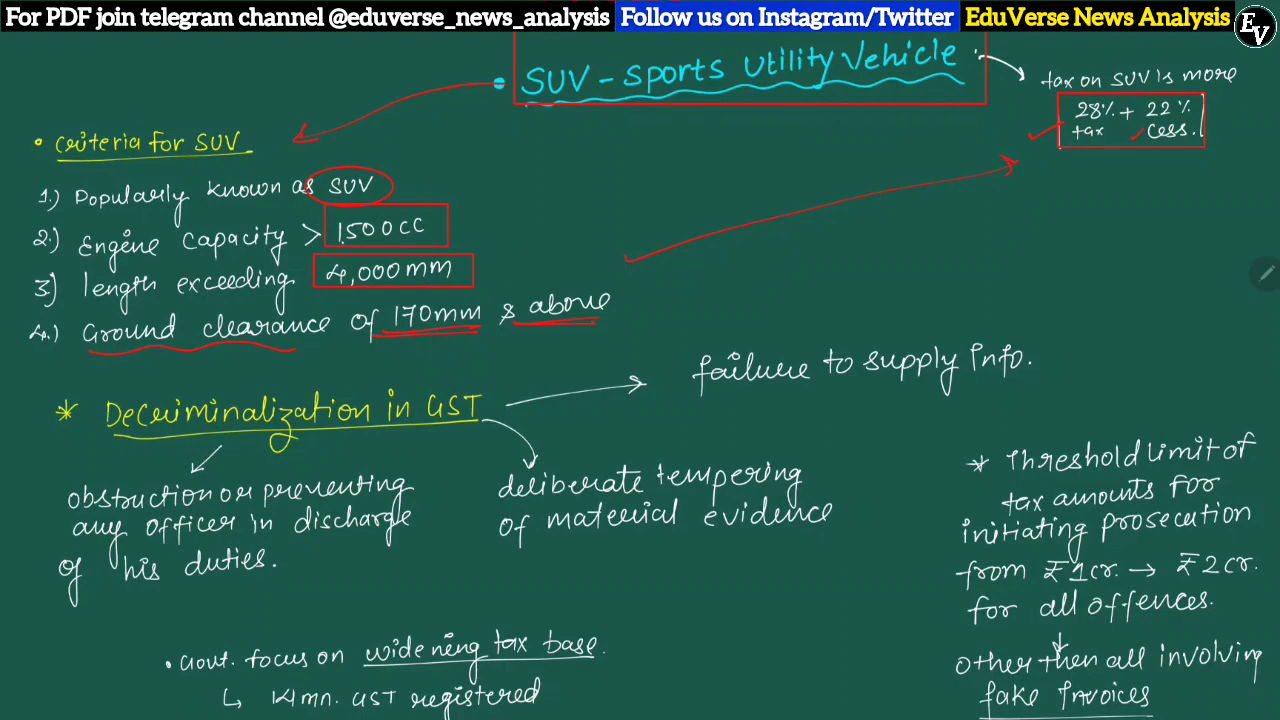 For PDF join telegram channel @eduverse_news_analysis Follow us on Instagram/Twitter EduVerse News Analysis
EV
• SUV - Sports Utility Vehicle
tax on SUV is more
28% + 22%
tax Cess.
• Criteria for SUV
1.) Popularly known as SUV
2.) Engine Capacity > 1500CC
3) length exceeding 4,000mm
4.) Ground clearance of 170mm & above
* Decriminalization in GST
failure to supply Info.
obstruction or preventing
any officer in discharge
of his duties.
deliberate tempering
of material evidence
* Threshold limit of
tax amounts for
initiating prosecution
from ₹1cr. → ₹2cr.
for all offences.
other then all involving
fake Invoices
• Govt. focus on widening tax base.
↳ 14mn. GST registered